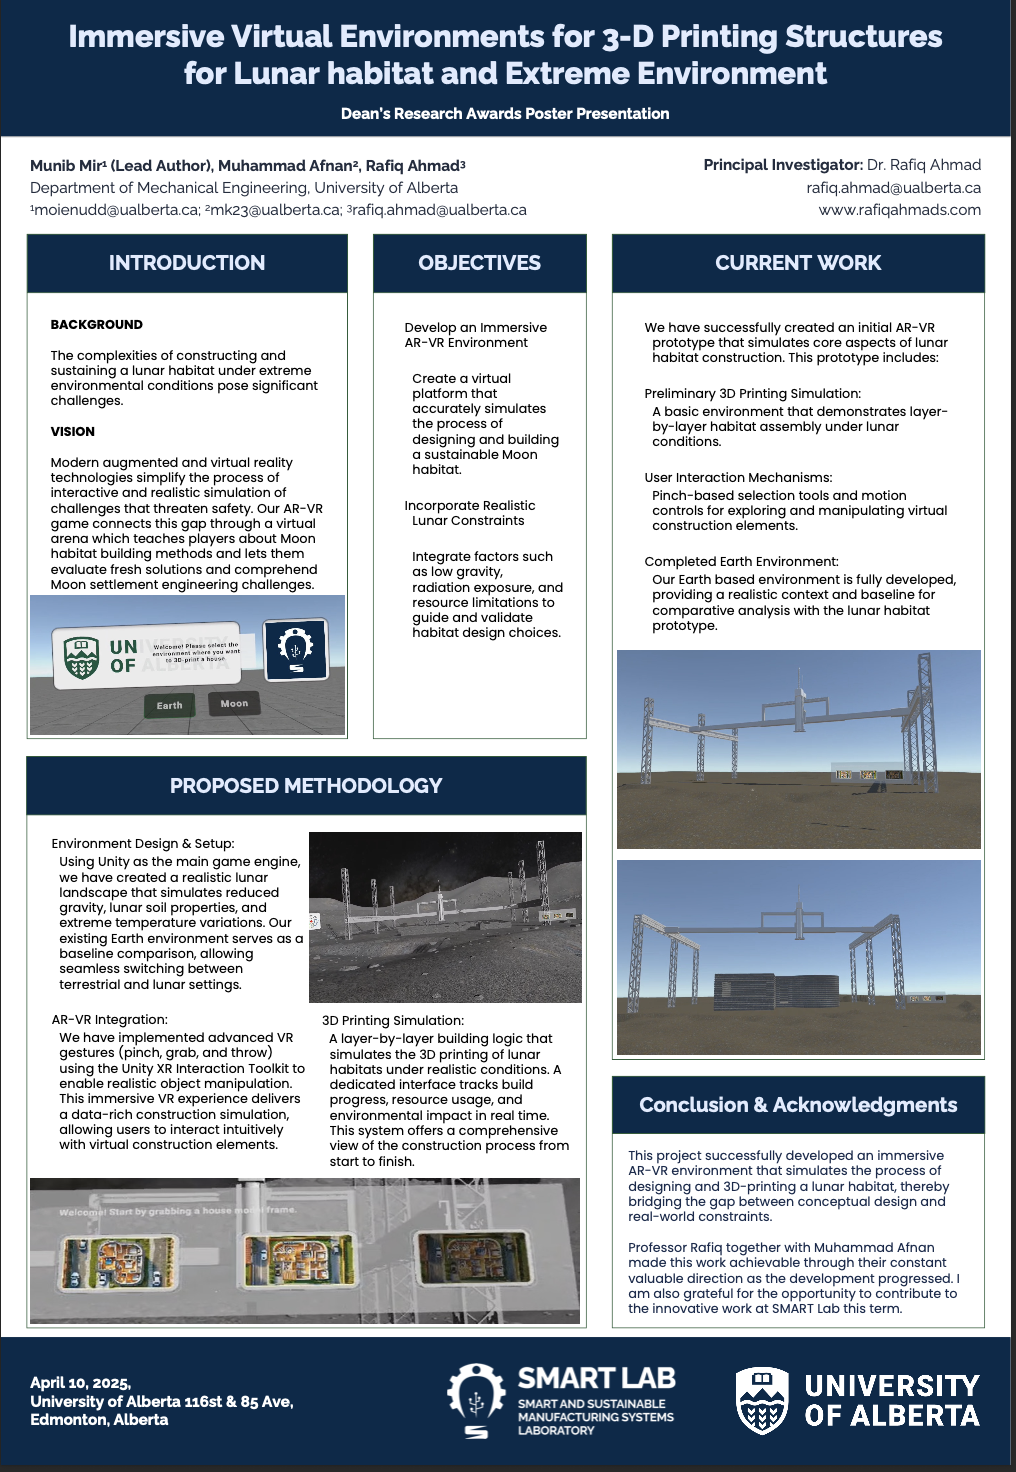 Immersive Virtual Environments for 3-D Printing Structures
for Lunar habitat and Extreme Environment
Dean's Research Awards Poster Presentation
Munib Mir¹ (Lead Author), Muhammad Afnan², Rafiq Ahmad³
Department of Mechanical Engineering, University of Alberta
¹moienudd@ualberta.ca; ²mk23@ualberta.ca; ³rafiq.ahmad@ualberta.ca
Principal Investigator: Dr. Rafiq Ahmad
rafiq.ahmad@ualberta.ca
www.rafiqahmads.com
INTRODUCTION
BACKGROUND
The complexities of constructing and
sustaining a lunar habitat under extreme
environmental conditions pose significant
challenges.
VISION
Modern augmented and virtual reality
technologies simplify the process of
interactive and realistic simulation of
challenges that threaten safety. Our AR-VR
game connects this gap through a virtual
arena which teaches players about Moon
habitat building methods and lets them
evaluate fresh solutions and comprehend
Moon settlement engineering challenges.
UNIVERSITY
OF ALBERTA
Welcome! Please select the
environment where you want
to 3D-print a house
Earth
Moon
OBJECTIVES
Develop an Immersive
AR-VR Environment
Create a virtual
platform that
accurately simulates
the process of
designing and building
a sustainable Moon
habitat.
Incorporate Realistic
Lunar Constraints
Integrate factors such
as low gravity,
radiation exposure, and
resource limitations to
guide and validate
habitat design choices.
CURRENT WORK
We have successfully created an initial AR-VR
prototype that simulates core aspects of lunar
habitat construction. This prototype includes:
Preliminary 3D Printing Simulation:
A basic environment that demonstrates layer-
by-layer habitat assembly under lunar
conditions.
User Interaction Mechanisms:
Pinch-based selection tools and motion
controls for exploring and manipulating virtual
construction elements.
Completed Earth Environment:
Our Earth based environment is fully developed,
providing a realistic context and baseline for
comparative analysis with the lunar habitat
prototype.
PROPOSED METHODOLOGY
Environment Design & Setup:
Using Unity as the main game engine,
we have created a realistic lunar
landscape that simulates reduced
gravity, lunar soil properties, and
extreme temperature variations. Our
existing Earth environment serves as a
baseline comparison, allowing
seamless switching between
terrestrial and lunar settings.
AR-VR Integration:
We have implemented advanced VR
gestures (pinch, grab, and throw)
using the Unity XR Interaction Toolkit to
enable realistic object manipulation.
This immersive VR experience delivers
a data-rich construction simulation,
allowing users to interact intuitively
with virtual construction elements.
3D Printing Simulation:
A layer-by-layer building logic that
simulates the 3D printing of lunar
habitats under realistic conditions. A
dedicated interface tracks build
progress, resource usage, and
environmental impact in real time.
This system offers a comprehensive
view of the construction process from
start to finish.
Welcome! Start by grabbing a house model frame.
Conclusion & Acknowledgments
This project successfully developed an immersive
AR-VR environment that simulates the process of
designing and 3D-printing a lunar habitat, thereby
bridging the gap between conceptual design and
real-world constraints.
Professor Rafiq together with Muhammad Afnan
made this work achievable through their constant
valuable direction as the development progressed. I
am also grateful for the opportunity to contribute to
the innovative work at SMART Lab this term.
April 10, 2025,
University of Alberta 116st & 85 Ave,
Edmonton, Alberta
SMART LAB
SMART AND SUSTAINABLE
MANUFACTURING SYSTEMS
LABORATORY
UNIVERSITY
OF ALBERTA